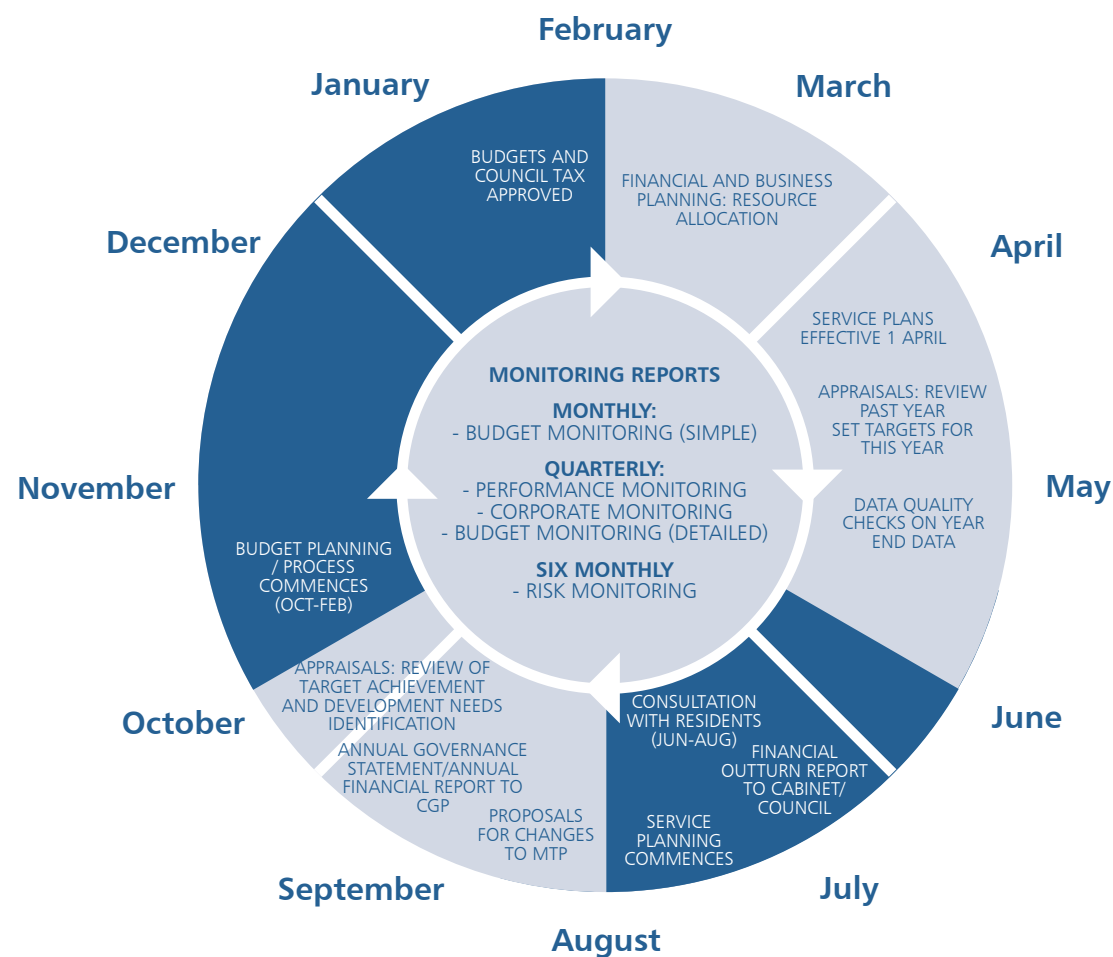 February
January
March
December
April
November
May
October
June
September
July
August
BUDGETS AND
COUNCIL TAX
APPROVED
FINANCIAL AND BUSINESS
PLANNING: RESOURCE
ALLOCATION
SERVICE PLANS
EFFECTIVE 1 APRIL
APPRAISALS: REVIEW
PAST YEAR
SET TARGETS FOR
THIS YEAR
DATA QUALITY
CHECKS ON YEAR
END DATA
MONITORING REPORTS
MONTHLY:
- BUDGET MONITORING (SIMPLE)
QUARTERLY:
- PERFORMANCE MONITORING
- CORPORATE MONITORING
- BUDGET MONITORING (DETAILED)
SIX MONTHLY
- RISK MONITORING
BUDGET PLANNING
/ PROCESS
COMMENCES
(OCT-FEB)
APPRAISALS: REVIEW OF
TARGET ACHIEVEMENT
AND DEVELOPMENT NEEDS
IDENTIFICATION
ANNUAL GOVERNANCE
STATEMENT/ANNUAL
FINANCIAL REPORT TO
CGP
PROPOSALS
FOR CHANGES
TO MTP
CONSULTATION
WITH RESIDENTS
(JUN-AUG)
FINANCIAL
OUTTURN REPORT
TO CABINET/
COUNCIL
SERVICE
PLANNING
COMMENCES